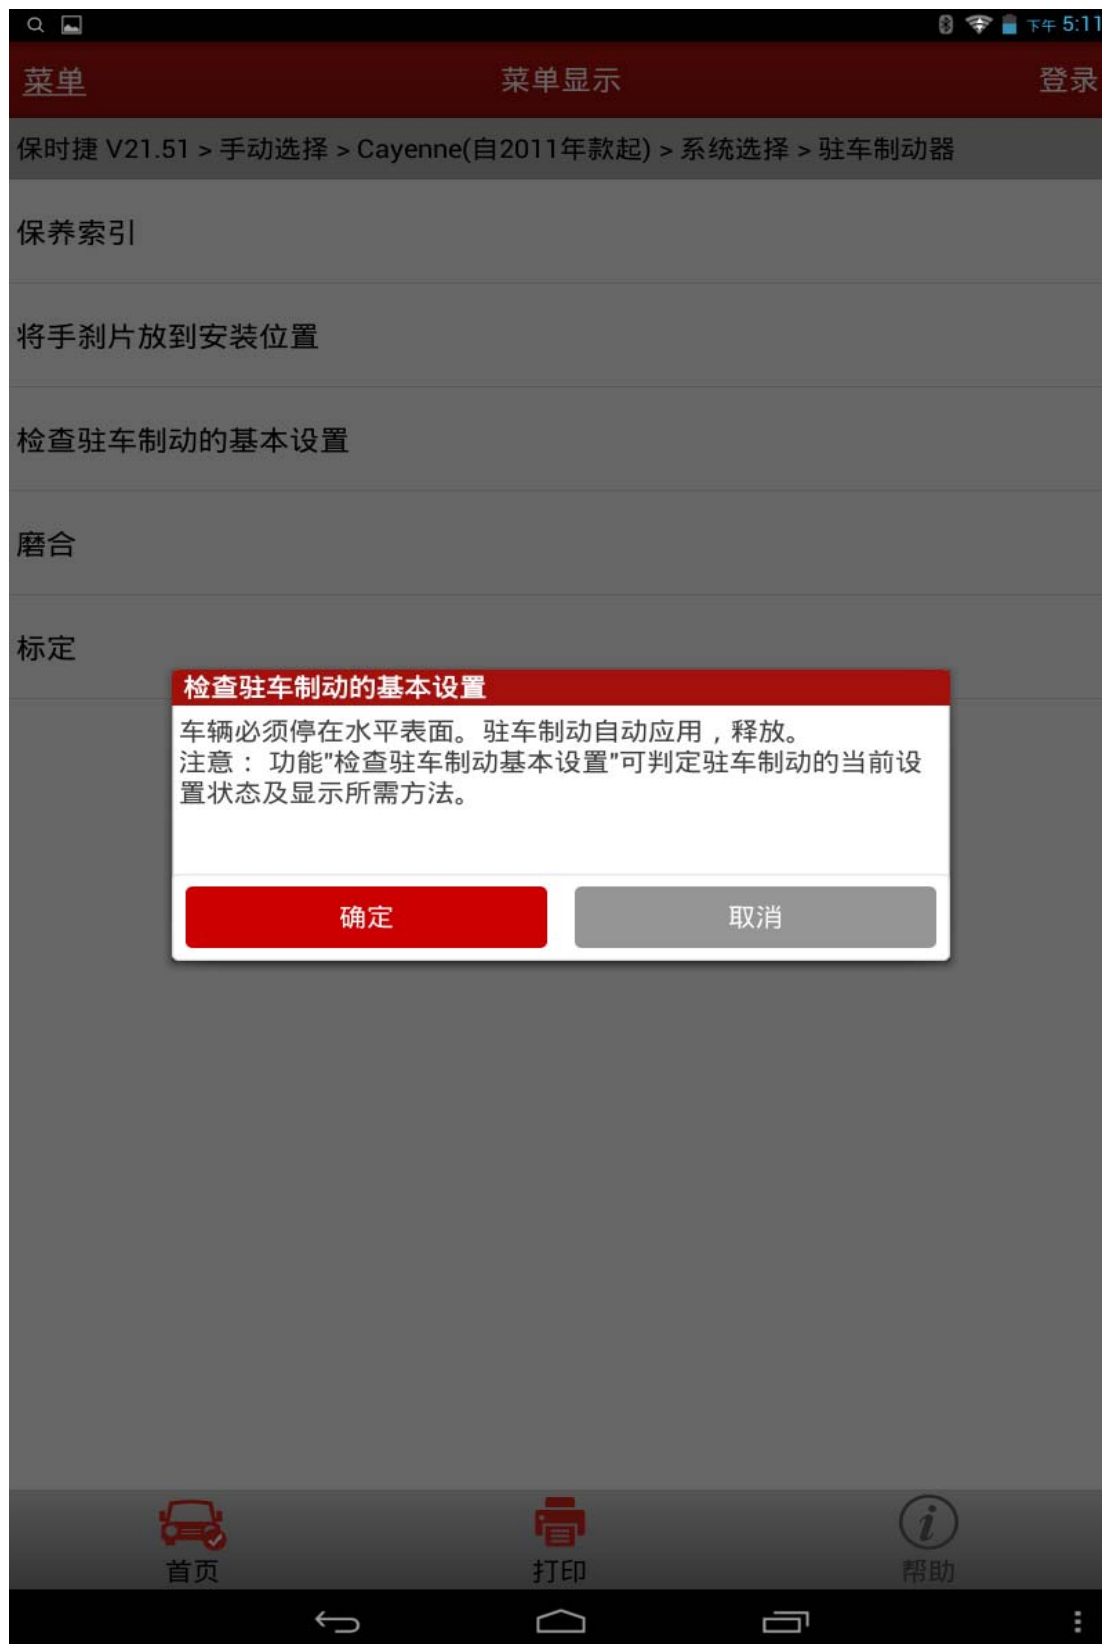 下午 5:11
菜单 菜单显示 登录
保时捷 V21.51 > 手动选择 > Cayenne(自2011年款起) > 系统选择 > 驻车制动器
保养索引
将手刹片放到安装位置
检查驻车制动的基本设置
磨合
标定
检查驻车制动的基本设置
车辆必须停在水平表面。驻车制动自动应用，释放。
注意： 功能"检查驻车制动基本设置"可判定驻车制动的当前设
置状态及显示所需方法。
确定 取消
首页 打印 帮助